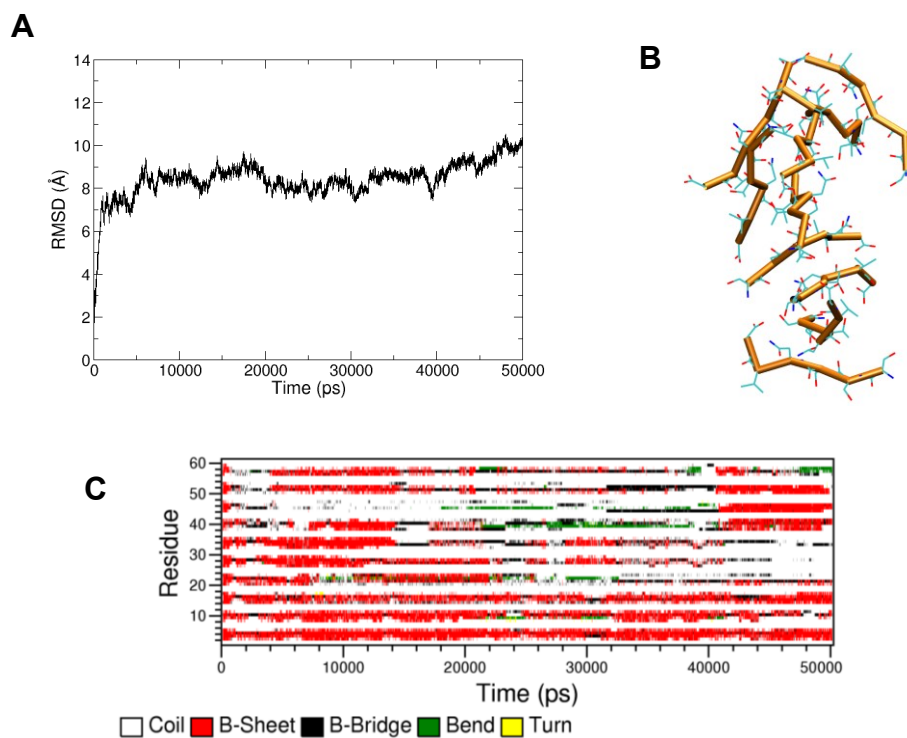 A
B
14
12
10
8
6
4
2
0
RMSD (Å)
0 10000 20000 30000 40000 50000
Time (ps)
C
60
50
40
30
20
10
Residue
0 10000 20000 30000 40000 50000
Time (ps)
Coil B-Sheet B-Bridge Bend Turn